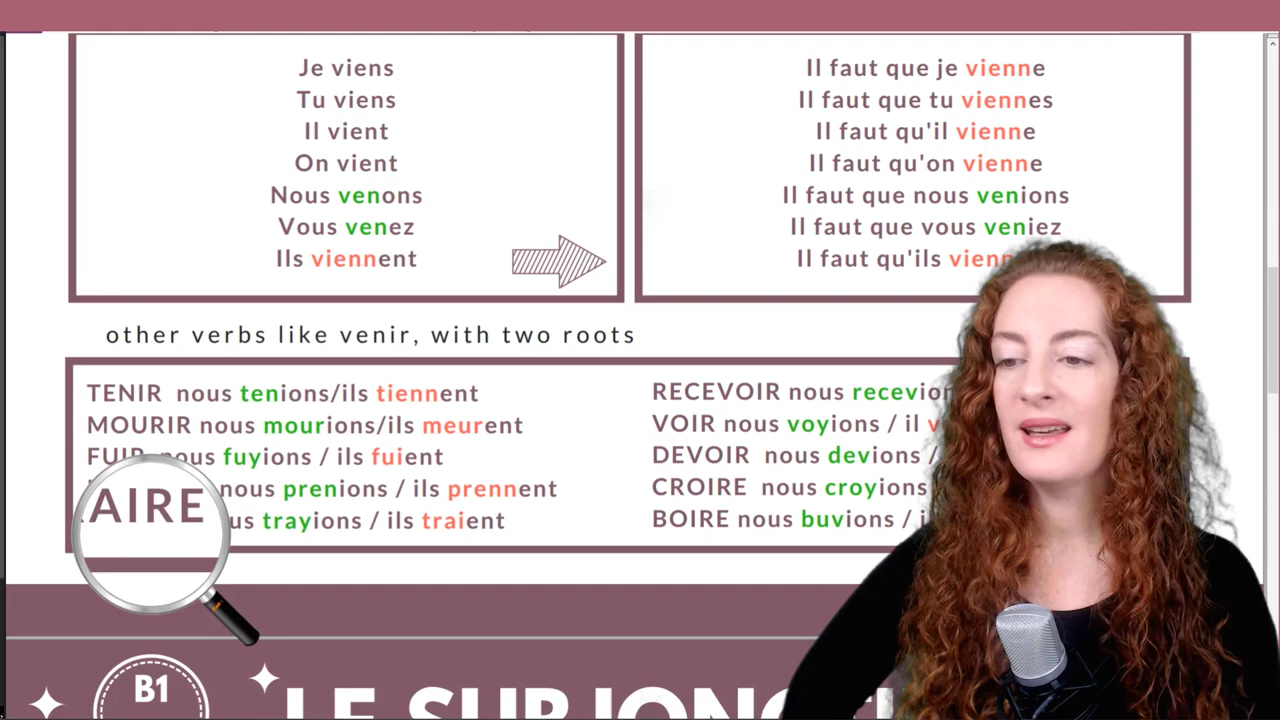 Je viens
Tu viens
Il vient
On vient
Nous venons
Vous venez
Ils viennent
Il faut que je vienne
Il faut que tu viennes
Il faut qu'il vienne
Il faut qu'on vienne
Il faut que nous venions
Il faut que vous veniez
Il faut qu'ils
other verbs like venir, with two roots
TENIR nous tenions/ils tiennent
MOURIR nous mourions/ils meurent
FUIR nous fuyions / ils fuient
nous prenions / ils prennent
AIRE
trayions / ils traient
RECEVOIR nous
VOIR nous voyions / il
DEVOIR nous devions /
CROIRE nous croyions
BOIRE nous buvions /
B1
LE